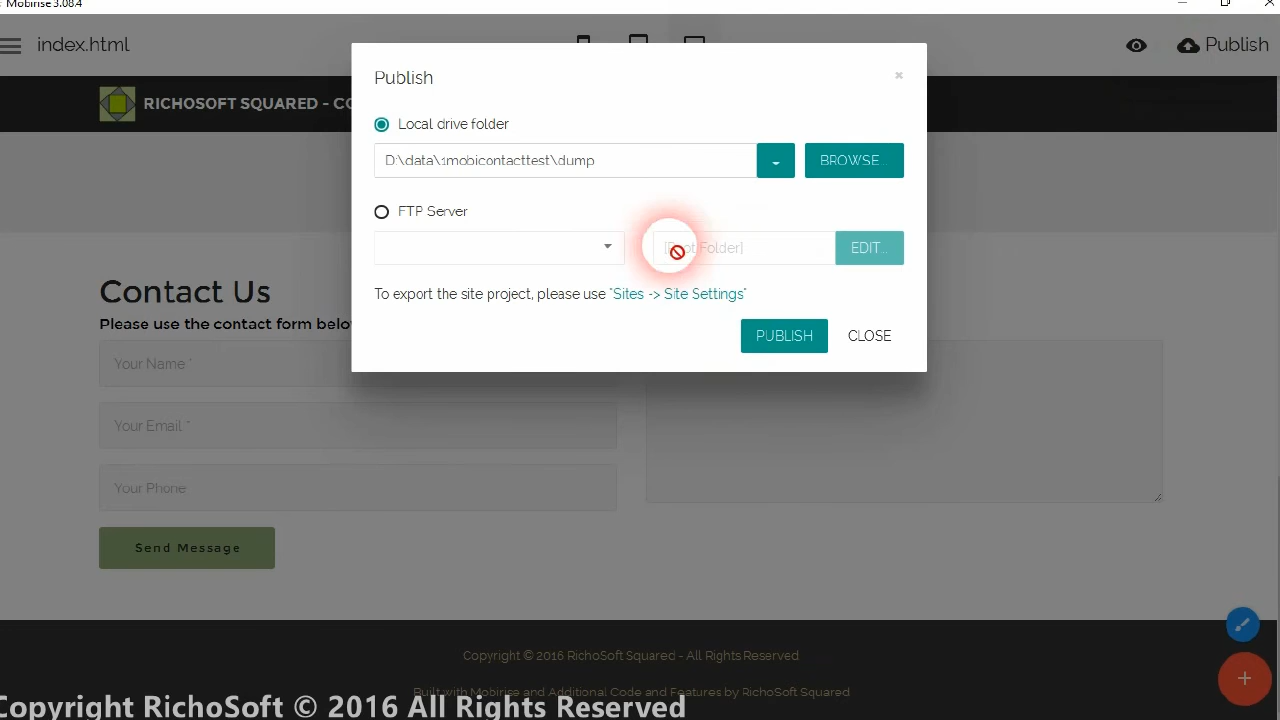 Mobirise 3.08.4
index.html
Publish
RICHOSOFT SQUARED - CO
Publish
×
Local drive folder
D:\data\1mobicontacttest\dump
BROWSE...
FTP Server
[Root Folder]
EDIT...
To export the site project, please use "Sites -> Site Settings"
PUBLISH
CLOSE
Contact Us
Please use the contact form belo
Your Name *
Your Email *
Your Phone
Send Message
Copyright © 2016 RichoSoft Squared - All Rights Reserved
Built with Mobirise and Additional Code and Features by RichoSoft Squared
Copyright RichoSoft © 2016 All Rights Reserved